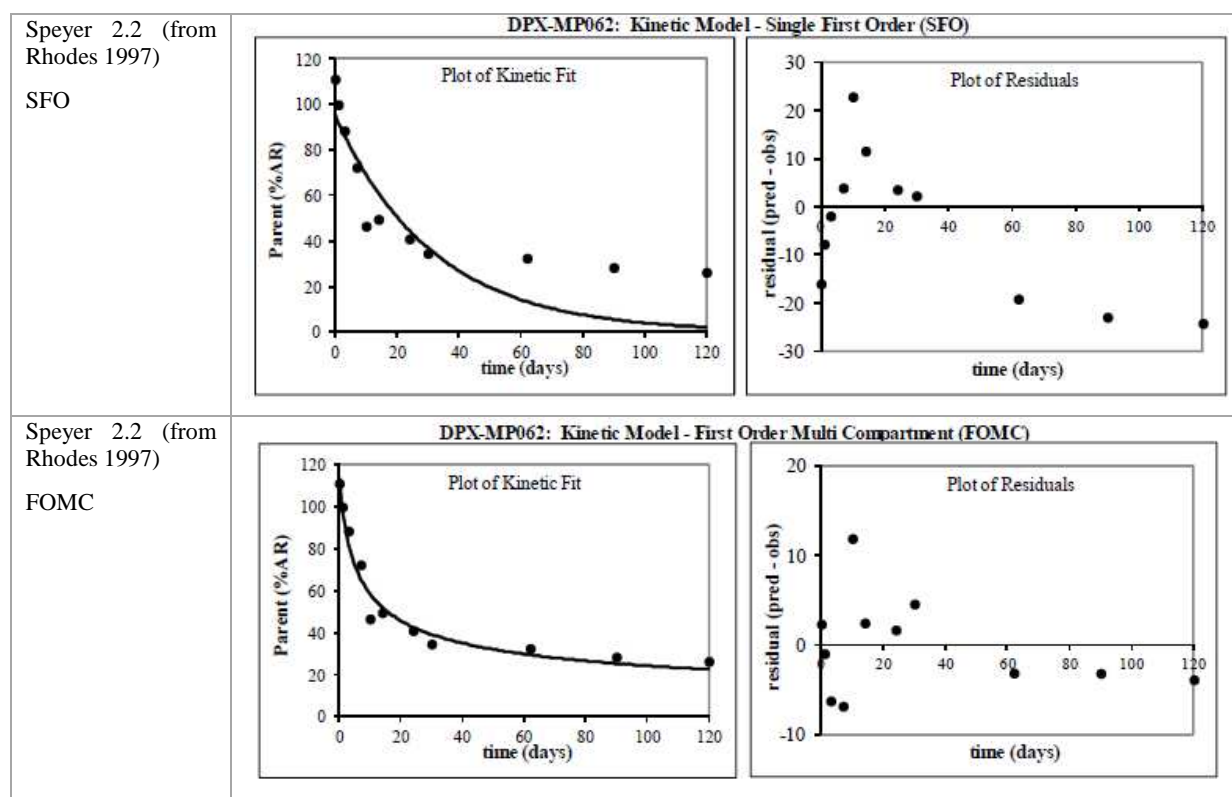 Speyer 2.2 (from
Rhodes 1997)
SFO
DPX-MP062: Kinetic Model - Single First Order (SFO)
Plot of Kinetic Fit
Parent (%AR)
120
100
80
60
40
20
0
0 20 40 60 80 100 120
time (days)
Plot of Residuals
residual (pred - obs)
30
20
10
0
-10
-20
-30
0 20 40 60 80 100 120
time (days)
Speyer 2.2 (from
Rhodes 1997)
FOMC
DPX-MP062: Kinetic Model - First Order Multi Compartment (FOMC)
Plot of Kinetic Fit
Parent (%AR)
120
100
80
60
40
20
0
0 20 40 60 80 100 120
time (days)
Plot of Residuals
residual (pred - obs)
20
10
0
-10
0 20 40 60 80 100 120
time (days)